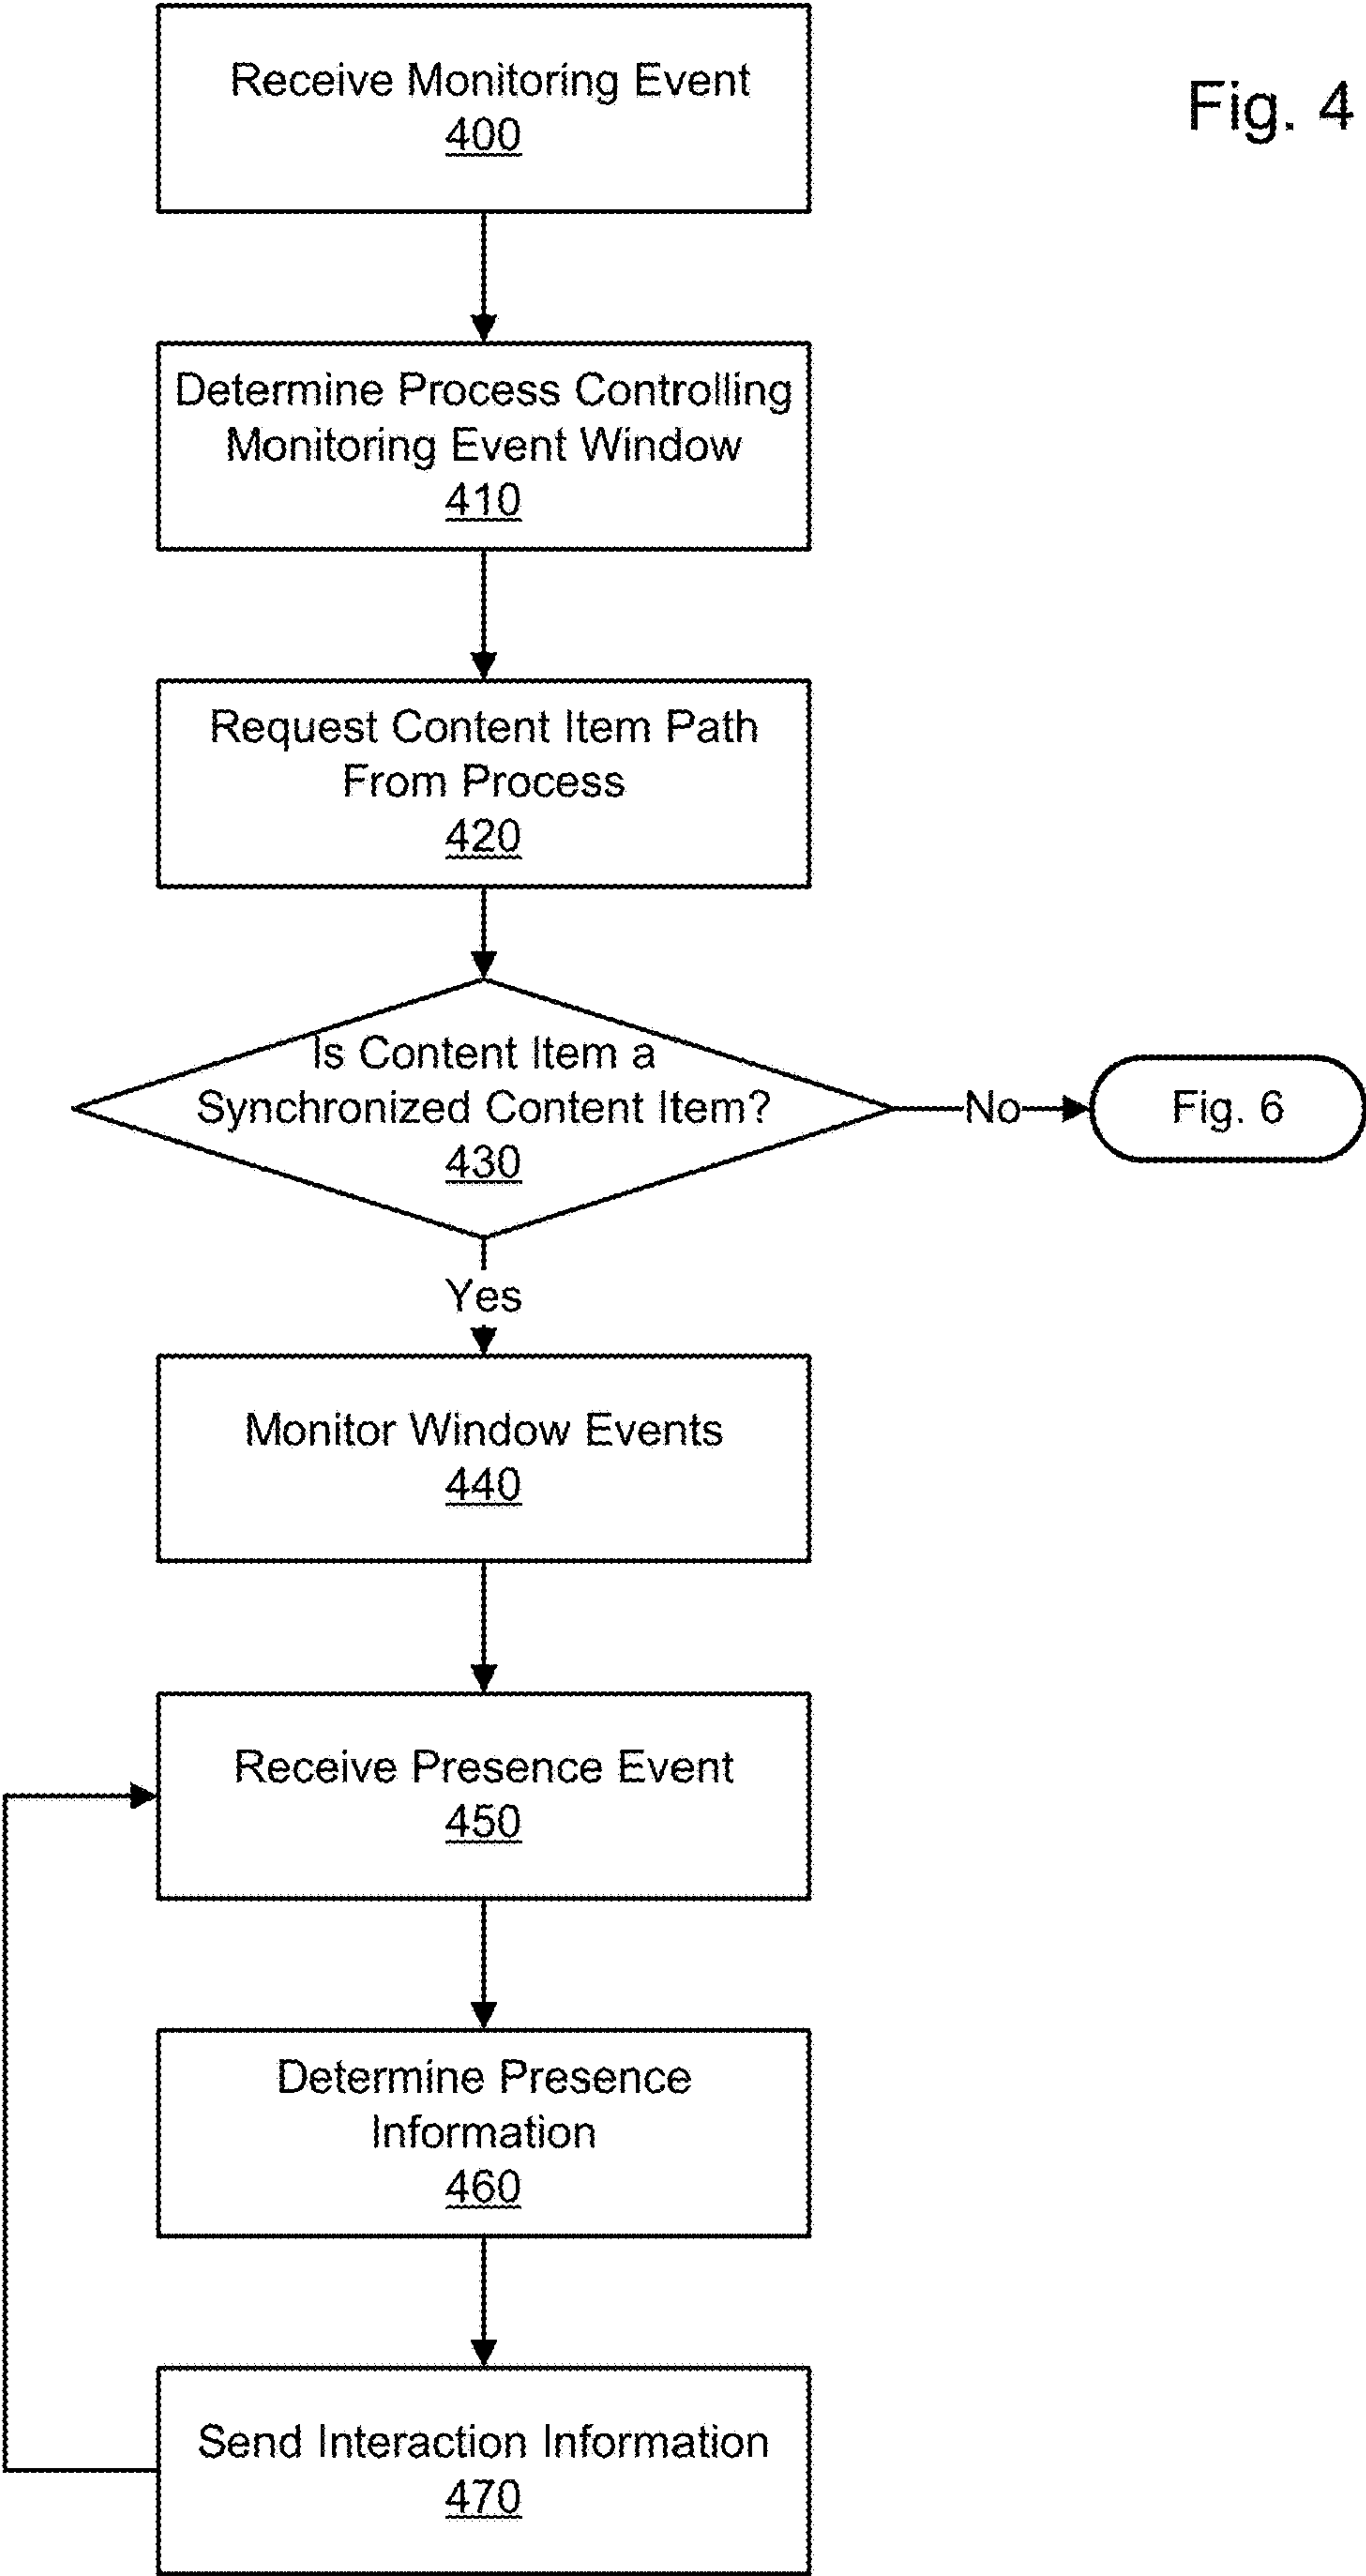 Fig. 4
Receive Monitoring Event
400
Determine Process Controlling
Monitoring Event Window
410
Request Content Item Path
From Process
420
Is Content Item a
Synchronized Content Item?
430
No
Fig. 6
Yes
Monitor Window Events
440
Receive Presence Event
450
Determine Presence
Information
460
Send Interaction Information
470